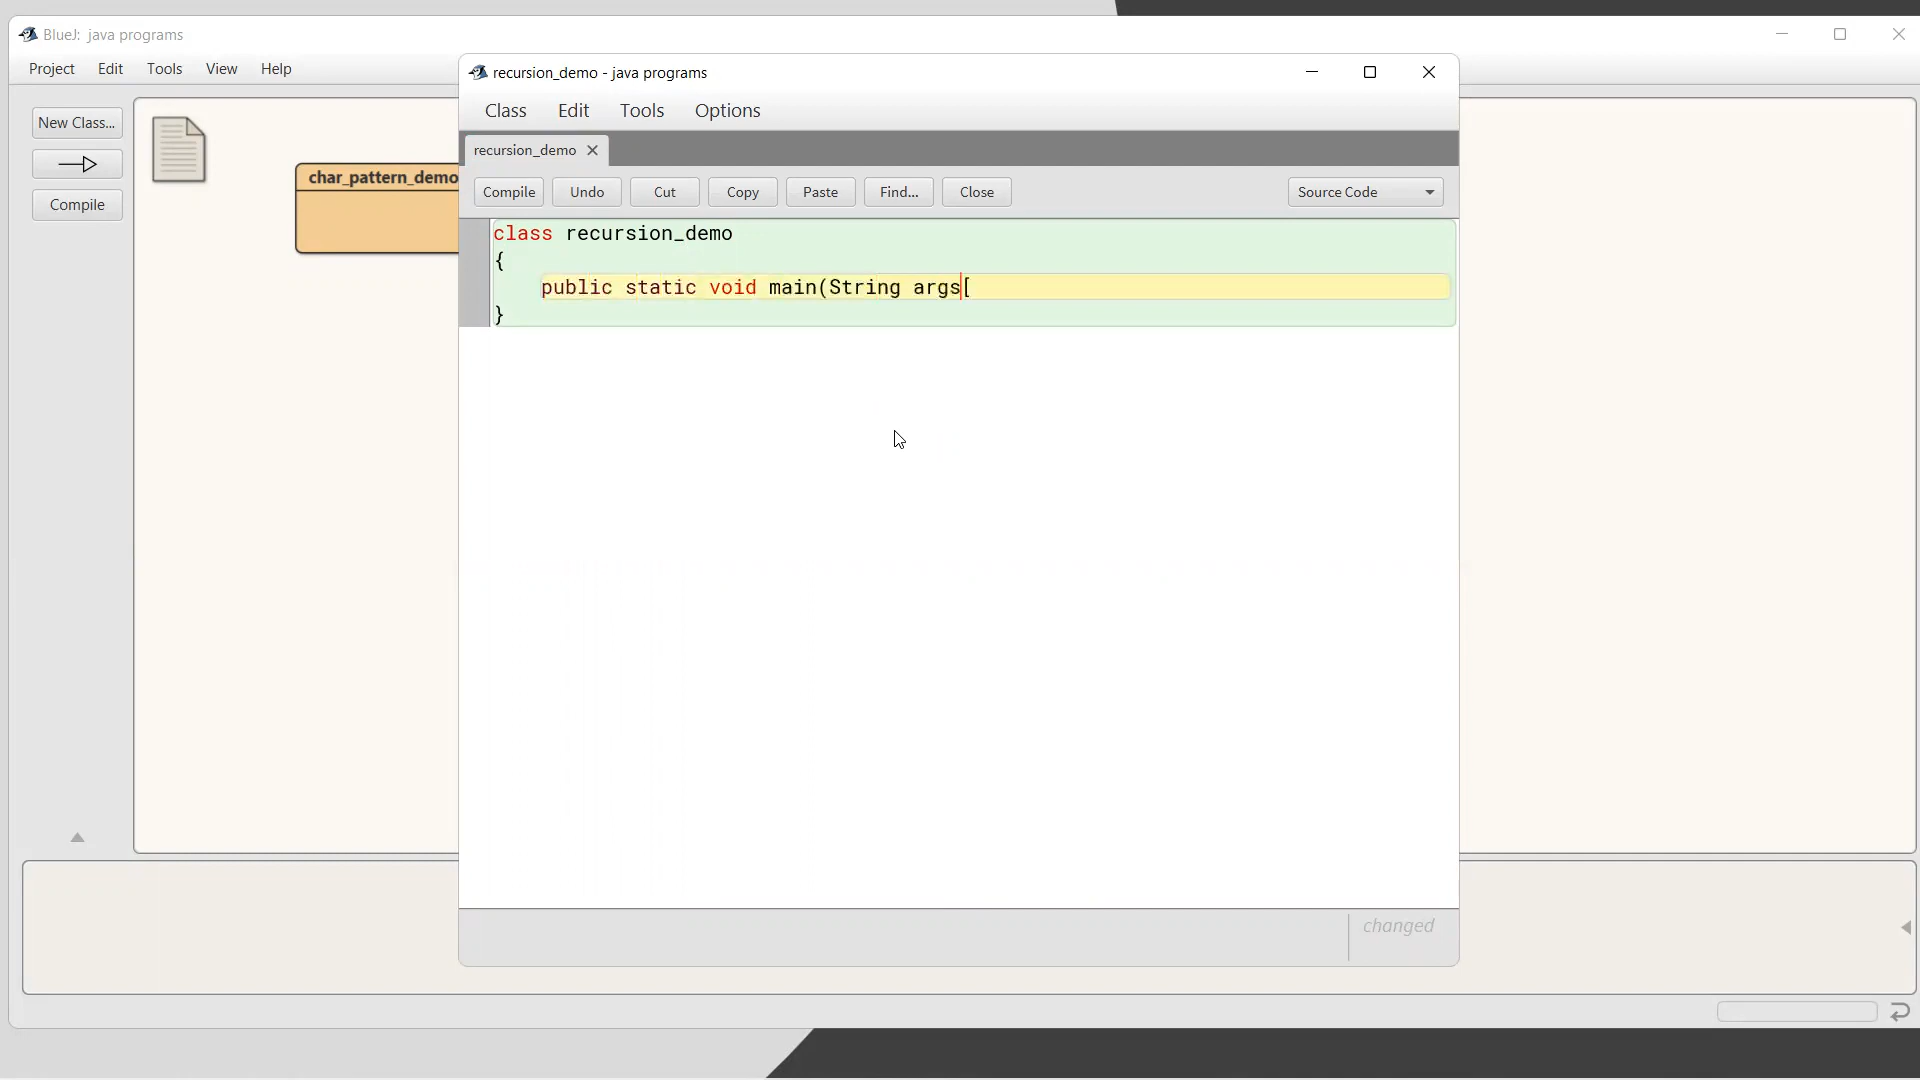 BlueJ: java programs
Project Edit Tools View Help
New Class...
Compile
char_pattern_demo
recursion_demo - java programs
Class Edit Tools Options
recursion_demo
Compile Undo Cut Copy Paste Find... Close Source Code
class recursion_demo
{
public static void main(String args[
}
changed